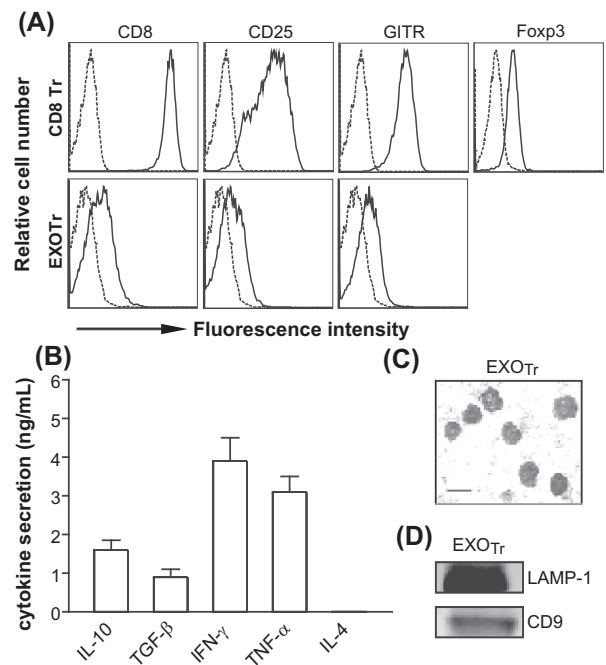 (A)
CD8 CD25 GITR Foxp3
Relative cell number
CD8 Tr
EXOTr
Fluorescence intensity
(B)
cytokine secretion (ng/mL)
6
5
4
3
2
1
0
IL-10 TGF-β IFN-γ TNF-α IL-4
(C)
EXOTr
(D)
EXOTr
LAMP-1
CD9